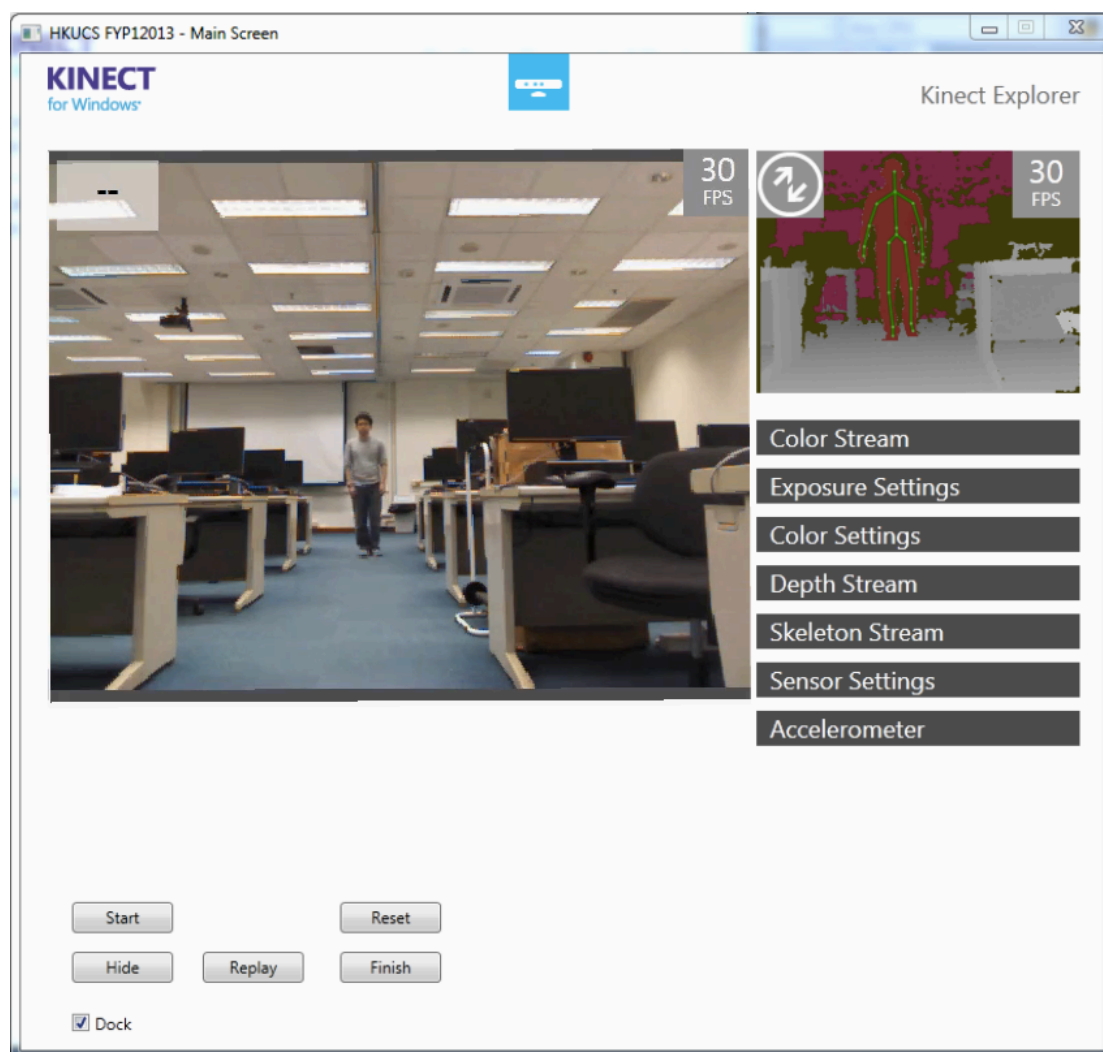 HKUCS FYP12013 - Main Screen
KINECT
for Windows
Kinect Explorer
--
30
FPS
30
FPS
Color Stream
Exposure Settings
Color Settings
Depth Stream
Skeleton Stream
Sensor Settings
Accelerometer
Start
Reset
Hide
Replay
Finish
Dock